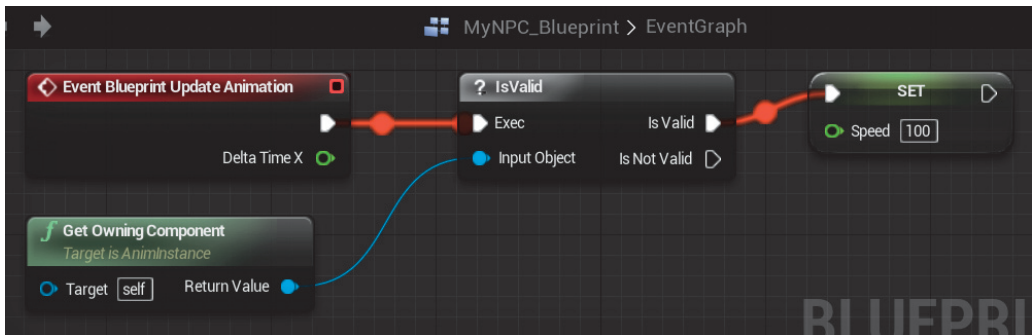 MyNPC_Blueprint > EventGraph
Event Blueprint Update Animation
Delta Time X
? IsValid
Exec
Is Valid
Input Object
Is Not Valid
SET
Speed 100
f Get Owning Component
Target is AnimInstance
Target self
Return Value
BLUEPRI